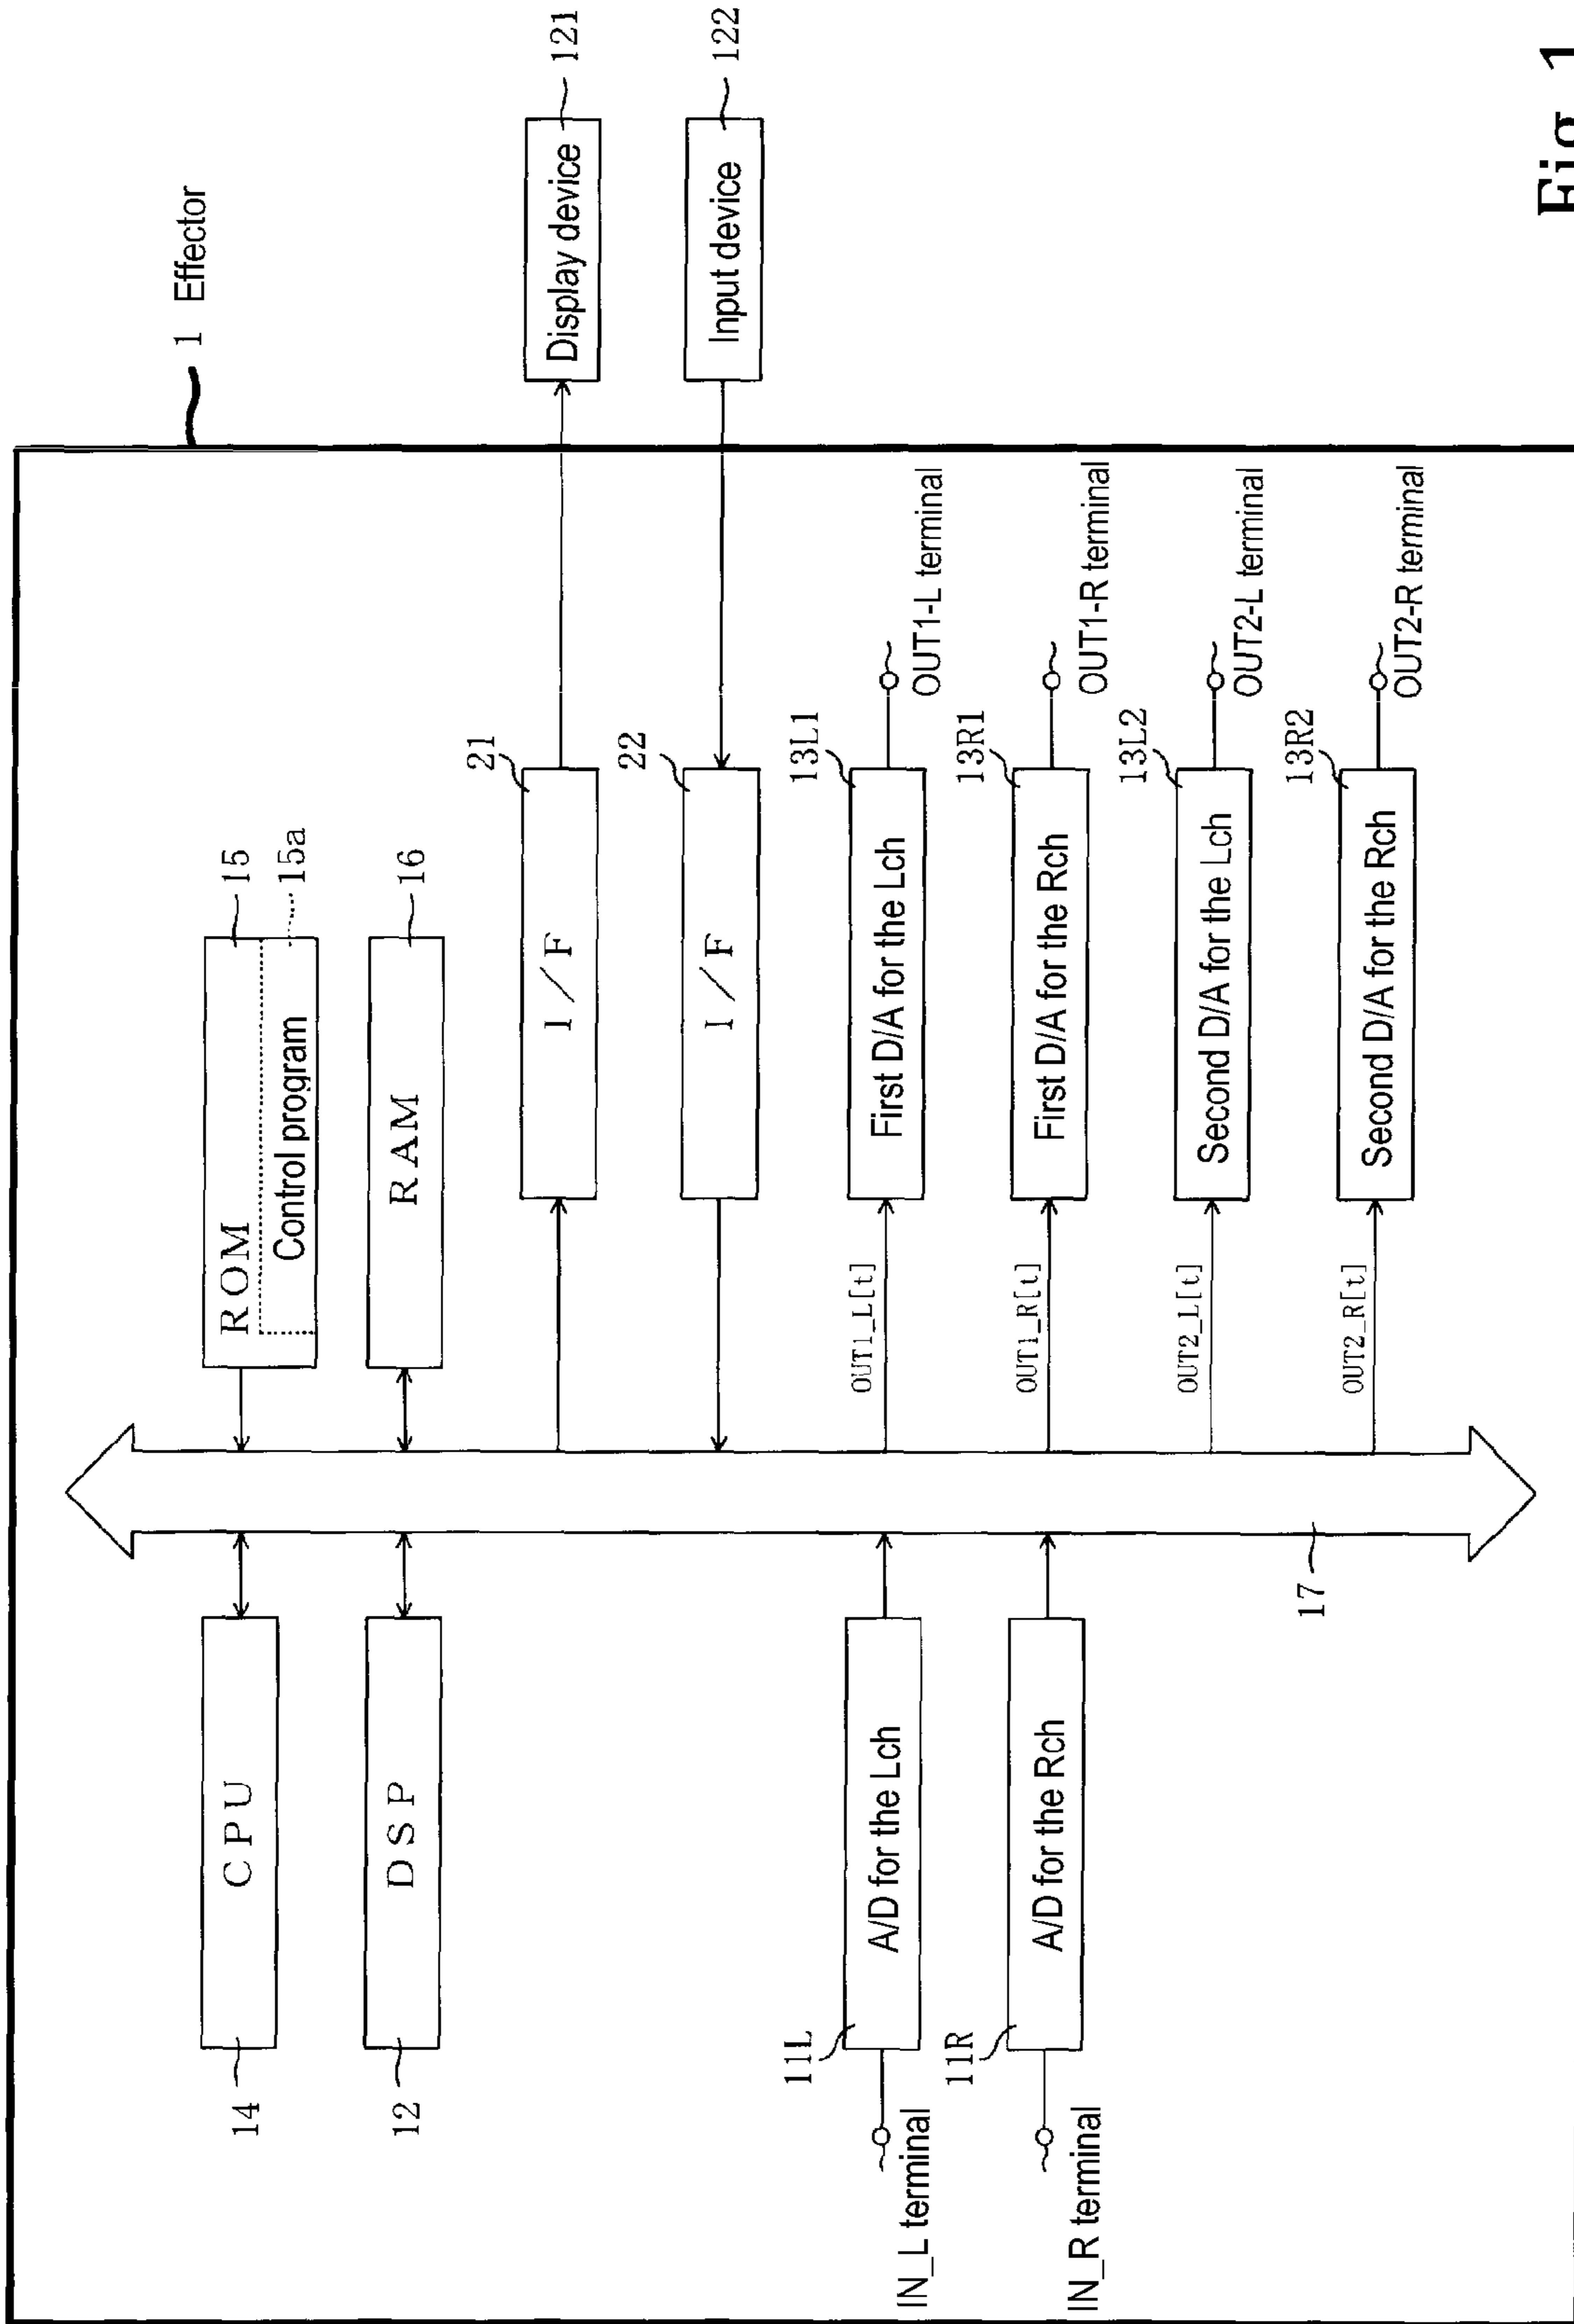 1 Effector
CPU
14
ROM
15
Control program
15a
DSP
12
RAM
16
I/F
21
Display device
121
I/F
22
Input device
122
IN_L terminal
11L
A/D for the Lch
OUT1_L[t]
First D/A for the Lch
13L1
OUT1-L terminal
IN_R terminal
11R
A/D for the Rch
OUT1_R[t]
First D/A for the Rch
13R1
OUT1-R terminal
OUT2_L[t]
Second D/A for the Lch
13L2
OUT2-L terminal
17
OUT2_R[t]
Second D/A for the Rch
13R2
OUT2-R terminal
Fig. 1